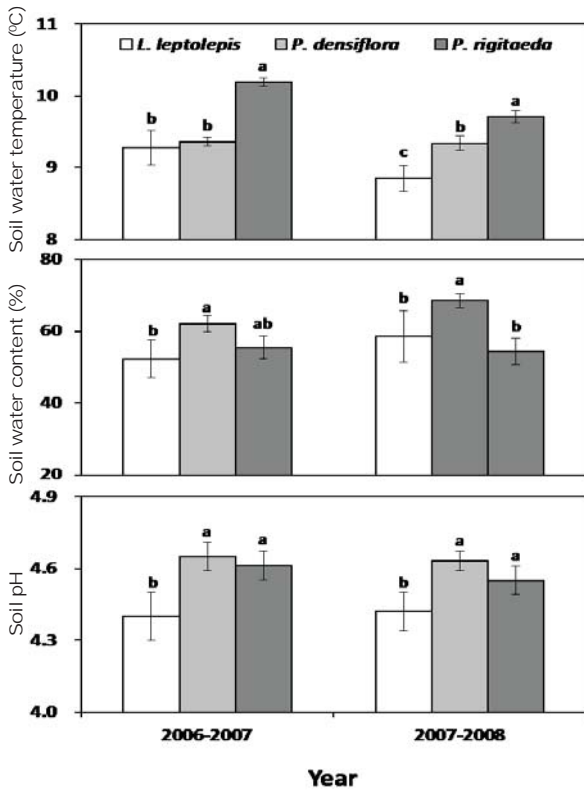 Soil water temperature (⁰C)
11
10
9
8
L. leptolepis P. densiflora P. rigitaeda
b b a
c b a
Soil water content (%)
80
60
40
20
b a ab
b a b
Soil pH
4.9
4.6
4.3
4.0
b a a
b a a
2006-2007 2007-2008
Year